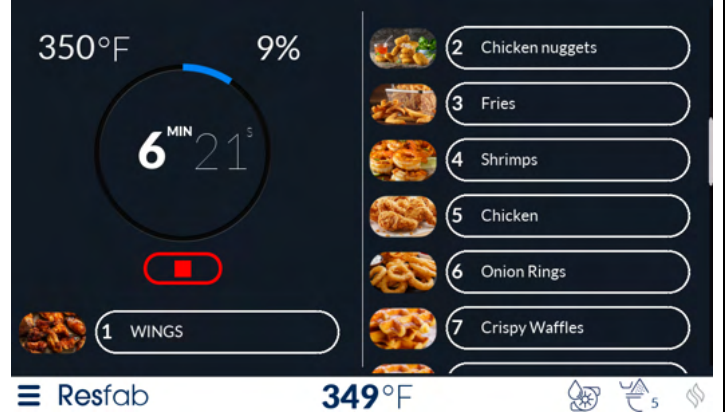 350°F 9%
6 MIN 21 s
1 WINGS
2 Chicken nuggets
3 Fries
4 Shrimps
5 Chicken
6 Onion Rings
7 Crispy Waffles
Resfab 349°F 5